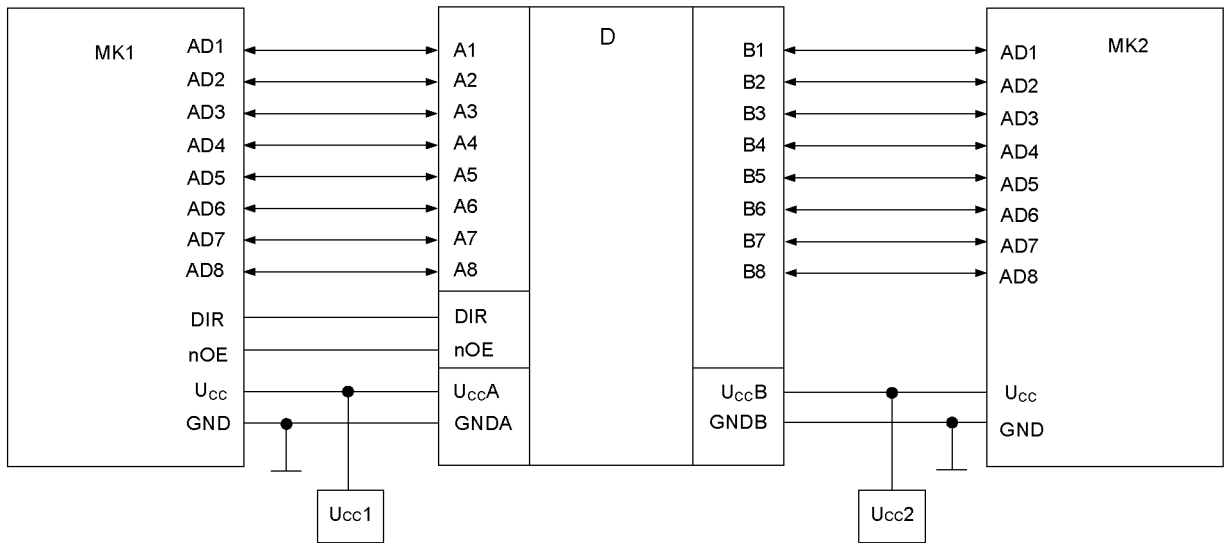 MK1
AD1
AD2
AD3
AD4
AD5
AD6
AD7
AD8
DIR
nOE
UCC
GND
A1
A2
A3
A4
A5
A6
A7
A8
DIR
nOE
UCCA
GNDA
D
B1
B2
B3
B4
B5
B6
B7
B8
UCCB
GNDB
AD1
AD2
AD3
AD4
AD5
AD6
AD7
AD8
UCC
GND
MK2
UCC1
UCC2